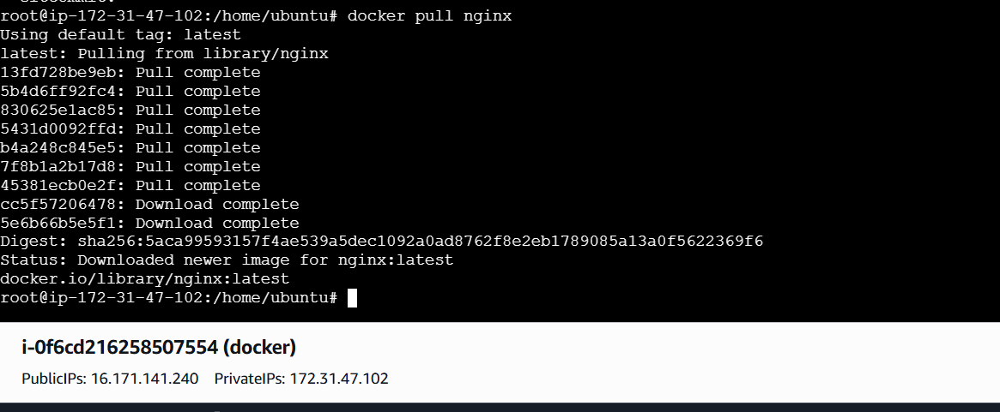 root@ip-172-31-47-102:/home/ubuntu# docker pull nginx
Using default tag: latest
latest: Pulling from library/nginx
13fd728be9eb: Pull complete
5b4d6ff92fc4: Pull complete
830625e1ac85: Pull complete
5431d0092ffd: Pull complete
b4a248c845e5: Pull complete
7f8b1a2b17d8: Pull complete
45381ecb0e2f: Pull complete
cc5f57206478: Download complete
5e6b66b5e5f1: Download complete
Digest: sha256:5aca99593157f4ae539a5dec1092a0ad8762f8e2eb1789085a13a0f5622369f6
Status: Downloaded newer image for nginx:latest
docker.io/library/nginx:latest
root@ip-172-31-47-102:/home/ubuntu#
i-0f6cd216258507554 (docker)
PublicIPs: 16.171.141.240 PrivateIPs: 172.31.47.102